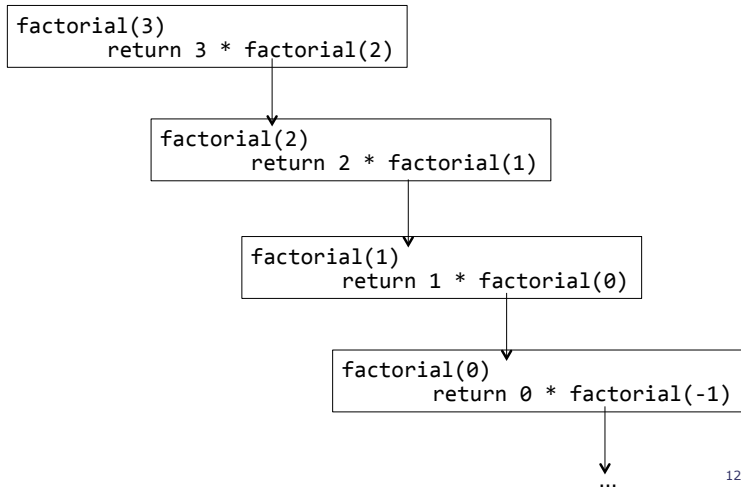 factorial(3)
return 3 * factorial(2)
factorial(2)
return 2 * factorial(1)
factorial(1)
return 1 * factorial(0)
factorial(0)
return 0 * factorial(-1)
...
12